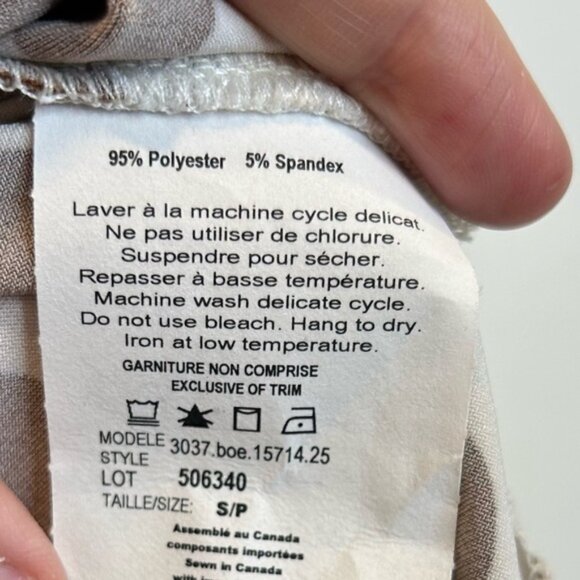 95% Polyester 5% Spandex
Laver à la machine cycle delicat.
Ne pas utiliser de chlorure.
Suspendre pour sécher.
Repasser à basse température.
Machine wash delicate cycle.
Do not use bleach. Hang to dry.
Iron at low temperature.
GARNITURE NON COMPRISE
EXCLUSIVE OF TRIM
MODELE
STYLE 3037.boe.15714.25
LOT 506340
TAILLE/SIZE: S/P
Assemblé au Canada
composants importées
Sewn in Canada